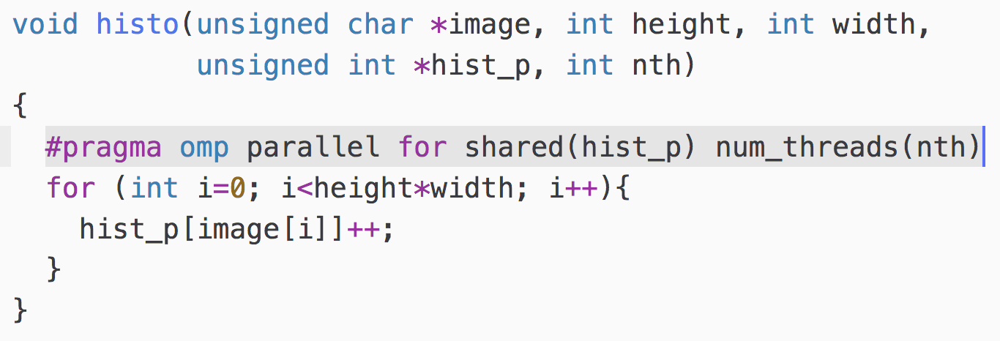 void histo(unsigned char *image, int height, int width,
           unsigned int *hist_p, int nth)
{
  #pragma omp parallel for shared(hist_p) num_threads(nth)
  for (int i=0; i<height*width; i++){
    hist_p[image[i]]++;
  }
}